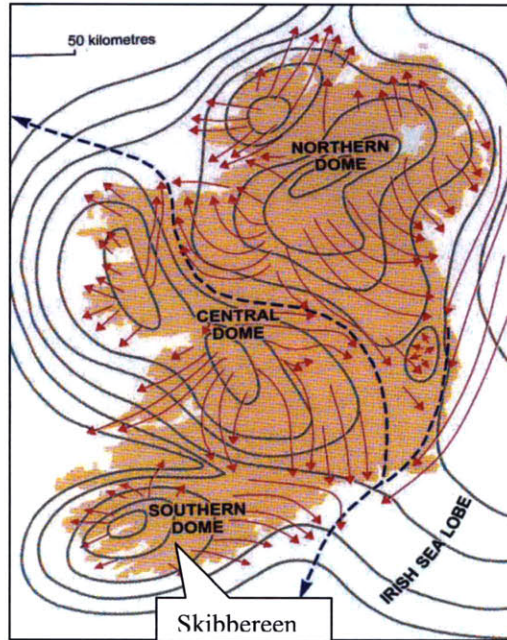 50 kilometres
NORTHERN
DOME
CENTRAL
DOME
SOUTHERN
DOME
IRISH SEA LOBE
Skibbereen